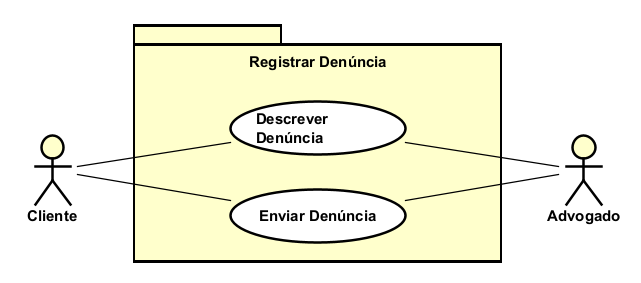 Registrar Denúncia
Descrever
Denúncia
Enviar Denúncia
Cliente
Advogado